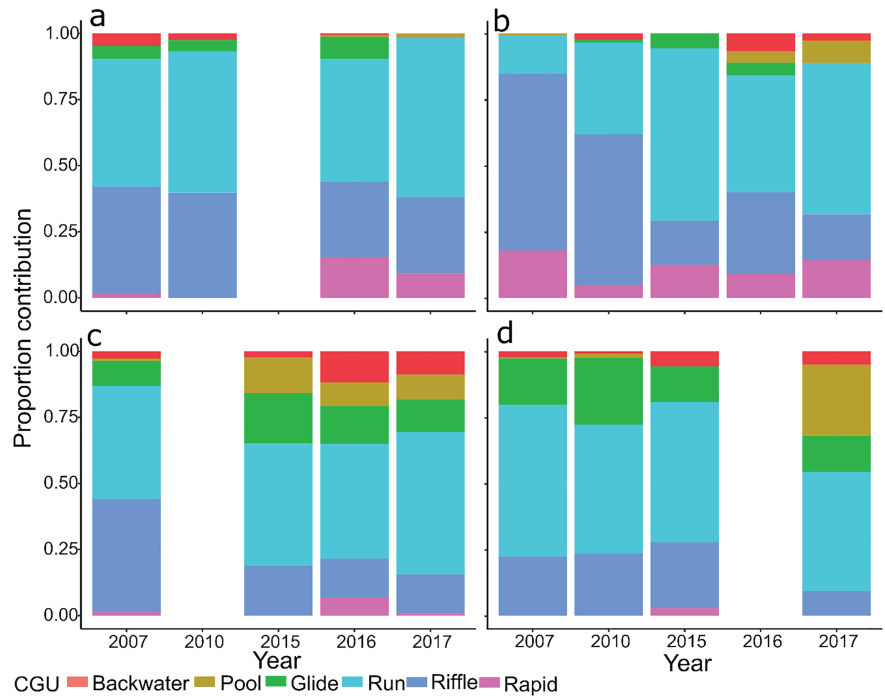 a
b
1.00
0.75
0.50
0.25
0.00
c
d
1.00
0.75
0.50
0.25
0.00
Proportion contribution
2007 2010 2015 2016 2017
2007 2010 2015 2016 2017
Year
Year
CGU Backwater Pool Glide Run Riffle Rapid